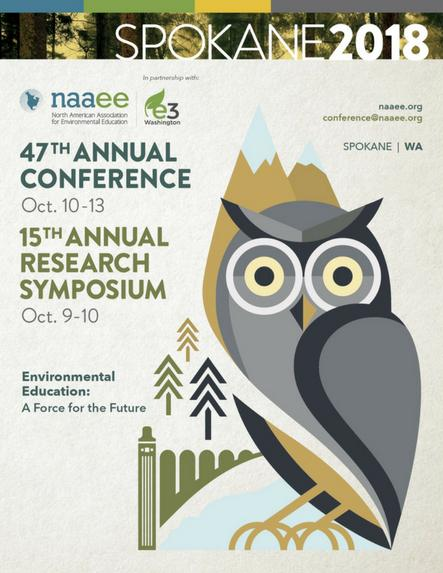 SPOKANE2018
In partnership with:
naaee
North American Association
for Environmental Education
e3
Washington
naaee.org
conference@naaee.org
SPOKANE | WA
47TH ANNUAL
CONFERENCE
Oct. 10-13
15TH ANNUAL
RESEARCH
SYMPOSIUM
Oct. 9-10
Environmental
Education:
A Force for the Future